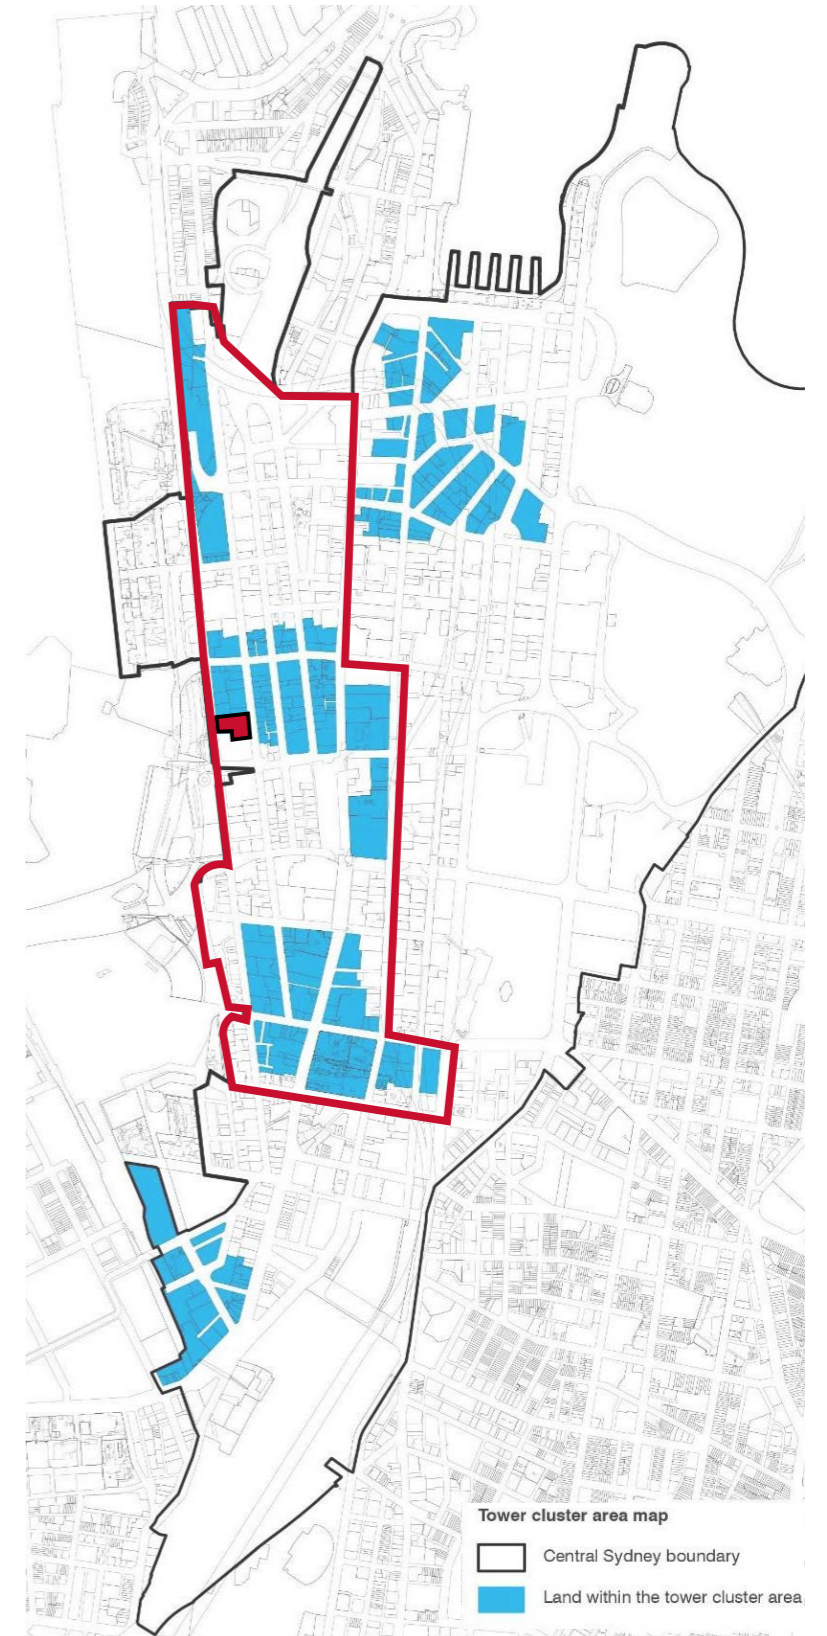 Tower cluster area map
Central Sydney boundary
Land within the tower cluster area